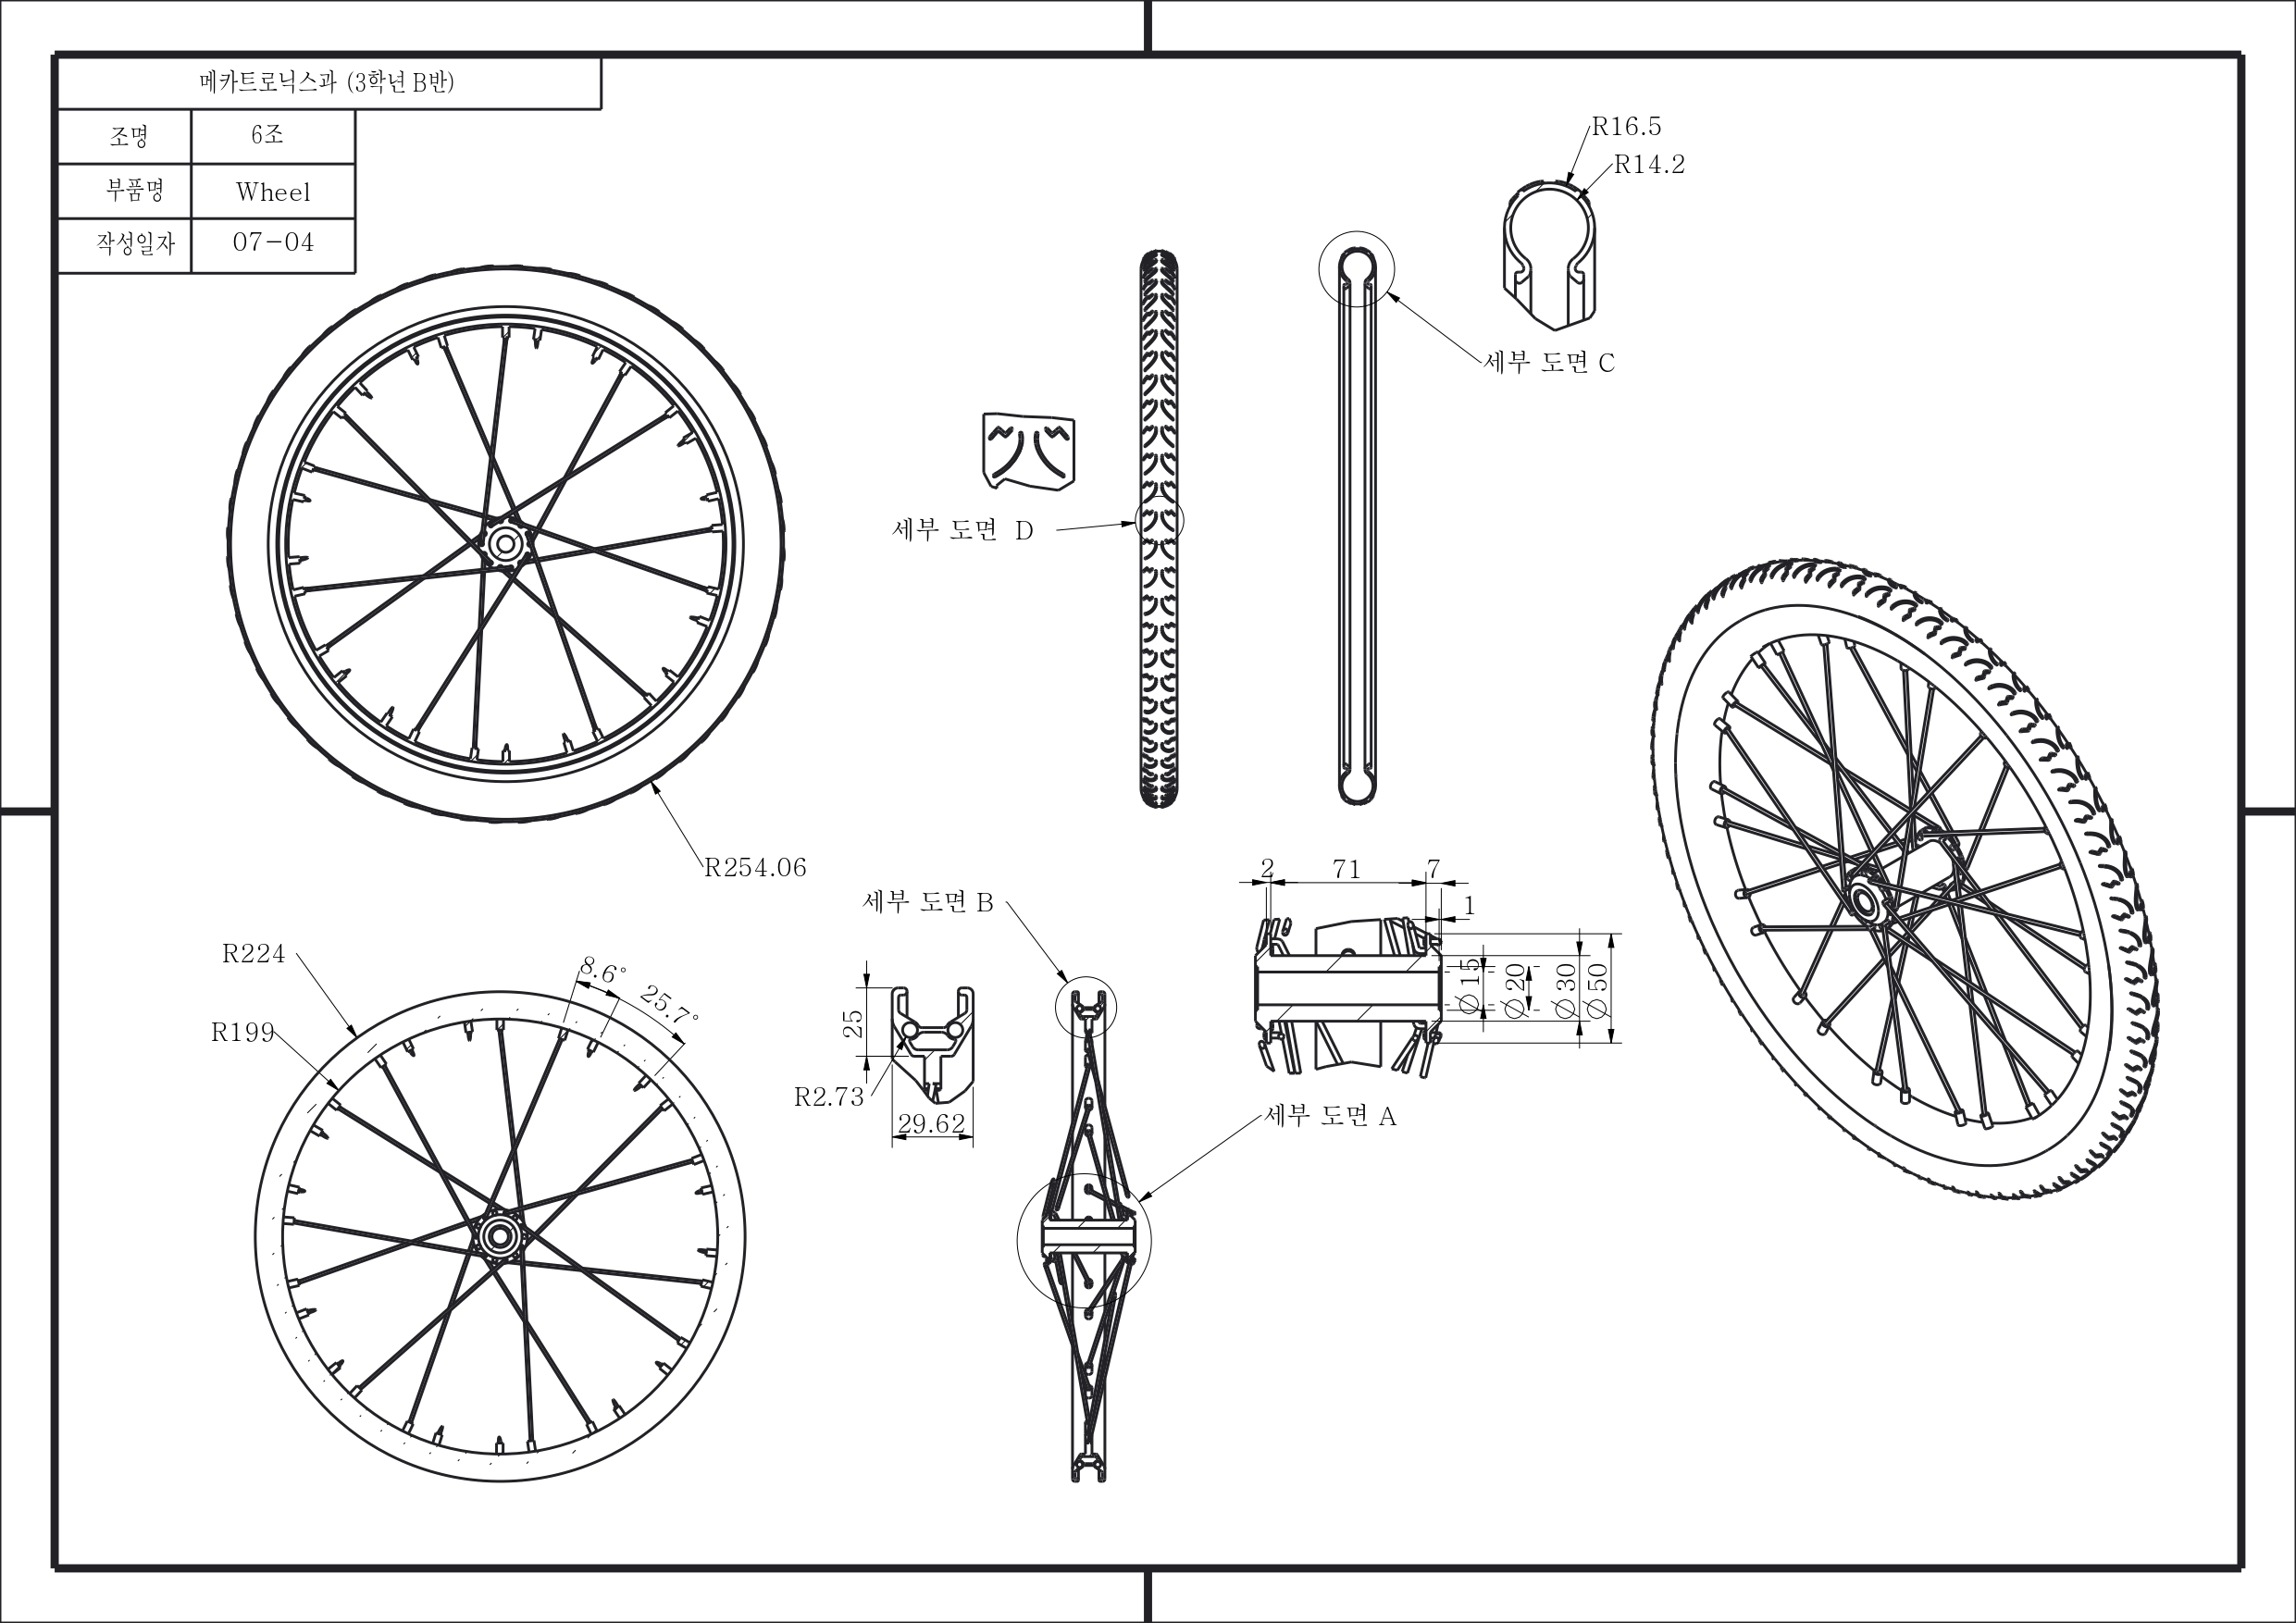 메카트로닉스과 (3학년 B반)
조명 6조
부품명 Wheel
작성일자 07-04
R16.5
R14.2
세부 도면 C
세부 도면 D
R254.06
세부 도면 B
2 71 7
1
Ø15 Ø20 Ø30 Ø50
R224
8.6°
25.7°
R199
25
R2.73
29.62
세부 도면 A